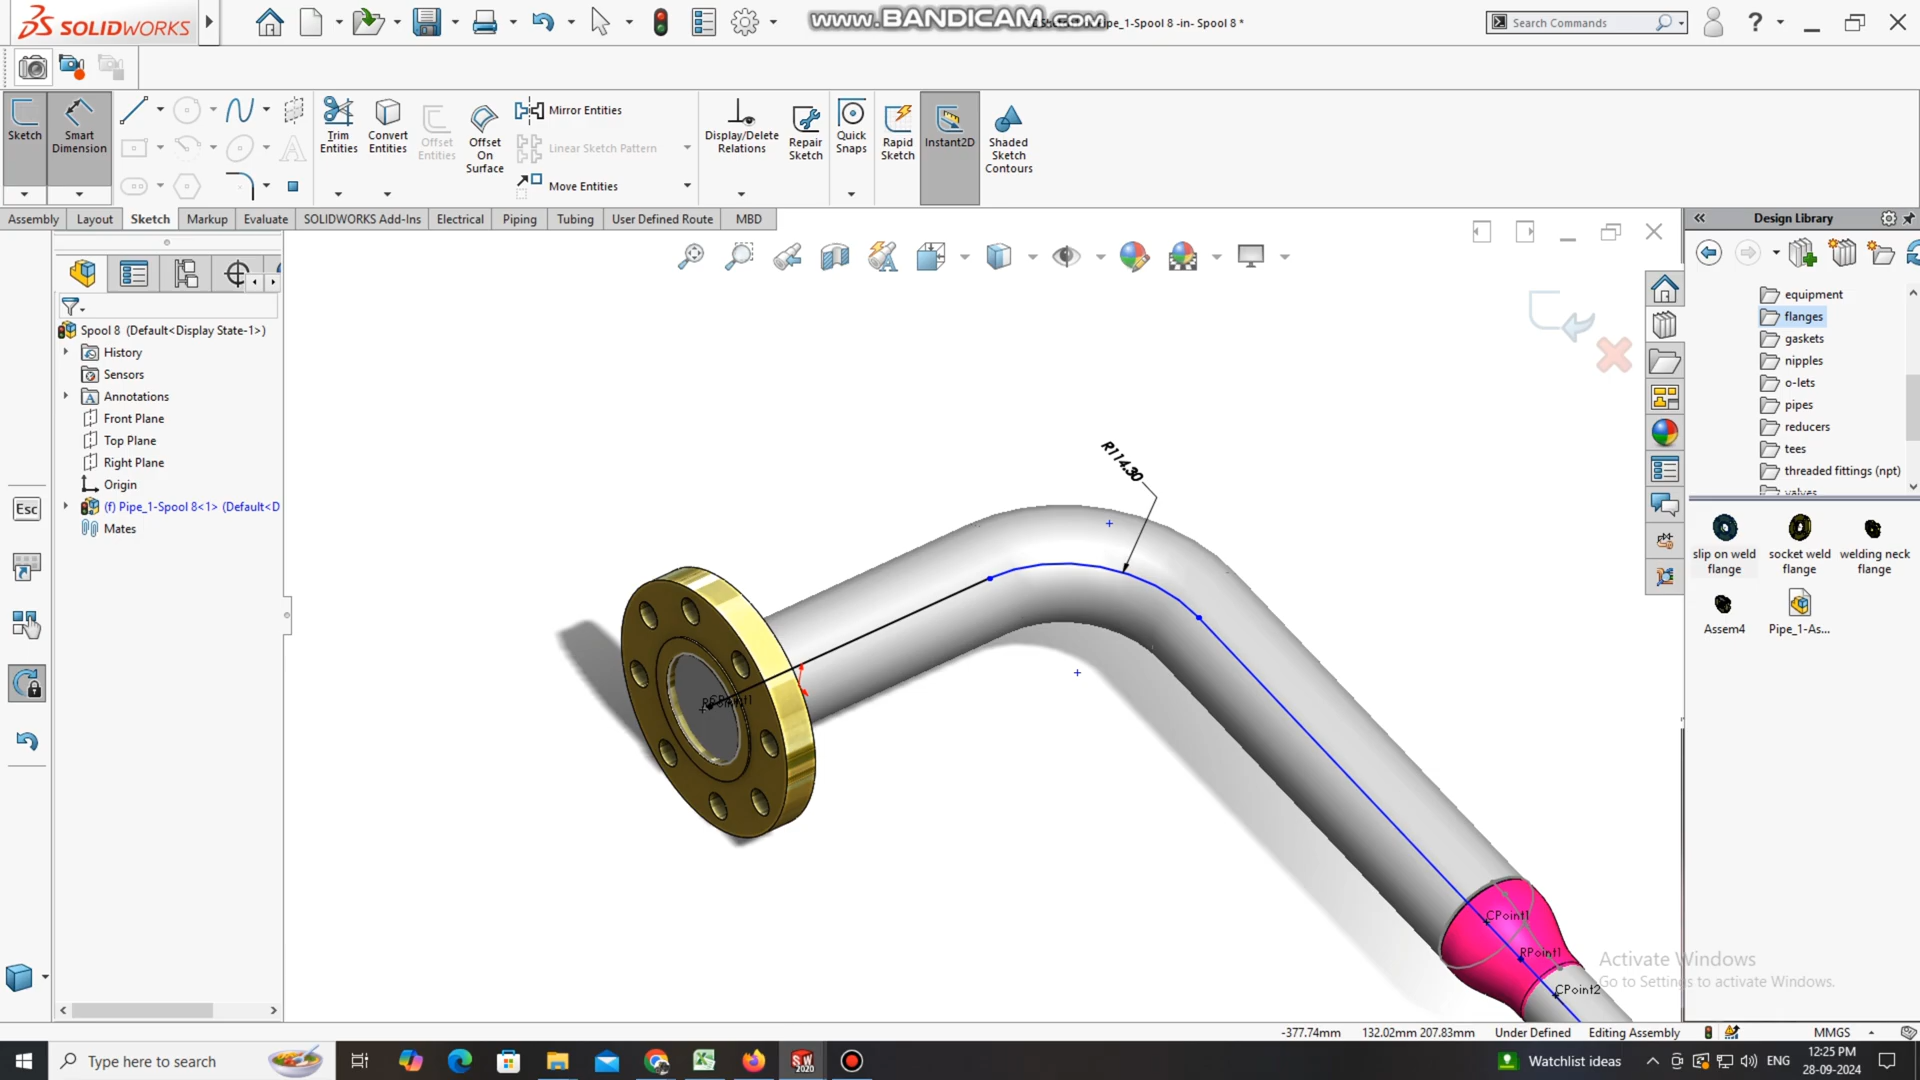 SOLIDWORKS
www.BANDICAM.com
Pipe_1-Spool 8 -in- Spool 8 *
Search Commands
Sketch
Smart Dimension
Trim Entities
Convert Entities
Offset Entities
Offset On Surface
Mirror Entities
Linear Sketch Pattern
Move Entities
Display/Delete Relations
Repair Sketch
Quick Snaps
Rapid Sketch
Instant2D
Shaded Sketch Contours
Assembly
Layout
Sketch
Markup
Evaluate
SOLIDWORKS Add-Ins
Electrical
Piping
Tubing
User Defined Route
MBD
Design Library
Spool 8 (Default<Display State-1>)
History
Sensors
Annotations
Front Plane
Top Plane
Right Plane
Origin
(f) Pipe_1-Spool 8<1> (Default<D
Mates
Esc
R114.30
CPoint1
CPoint1
RPoint1
CPoint2
equipment
flanges
gaskets
nipples
o-lets
pipes
reducers
tees
threaded fittings (npt)
valves
slip on weld flange
socket weld flange
welding neck flange
Assem4
Pipe_1-As...
Activate Windows
Go to Settings to activate Windows.
-377.74mm
132.02mm 207.83mm
Under Defined
Editing Assembly
MMGS
Type here to search
SW
2020
Watchlist ideas
ENG
12:25 PM
28-09-2024